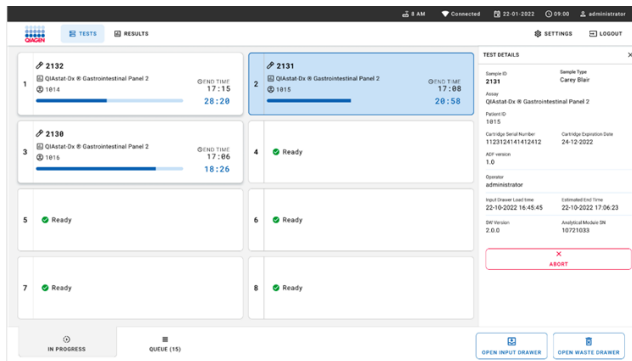 8 AM Connected 22-01-2022 09:00 administrator
QIAGEN TESTS RESULTS SETTINGS LOGOUT
1
2132
QIAstat-Dx ® Gastrointestinal Panel 2
1014
END TIME
17:15
28:20
2
2131
QIAstat-Dx ® Gastrointestinal Panel 2
1015
END TIME
17:08
20:58
3
2130
QIAstat-Dx ® Gastrointestinal Panel 2
1016
END TIME
17:06
18:26
4 Ready
5 Ready
6 Ready
7 Ready
8 Ready
TEST DETAILS X
Sample ID Sample Type
2131 Carey Blair
Assay
QIAstat-Dx ® Gastrointestinal Panel 2
Patient ID
1015
Cartridge Serial Number Cartridge Expiration Date
1123124141412412 24-12-2022
ADF version
1.0
Operator
administrator
Input Drawer Load time Estimated End Time
22-10-2022 16:45:45 22-10-2022 17:06:23
SW Version Analytical Module SN
2.0.0 10721033
ABORT
IN PROGRESS QUEUE (15)
OPEN INPUT DRAWER OPEN WASTE DRAWER